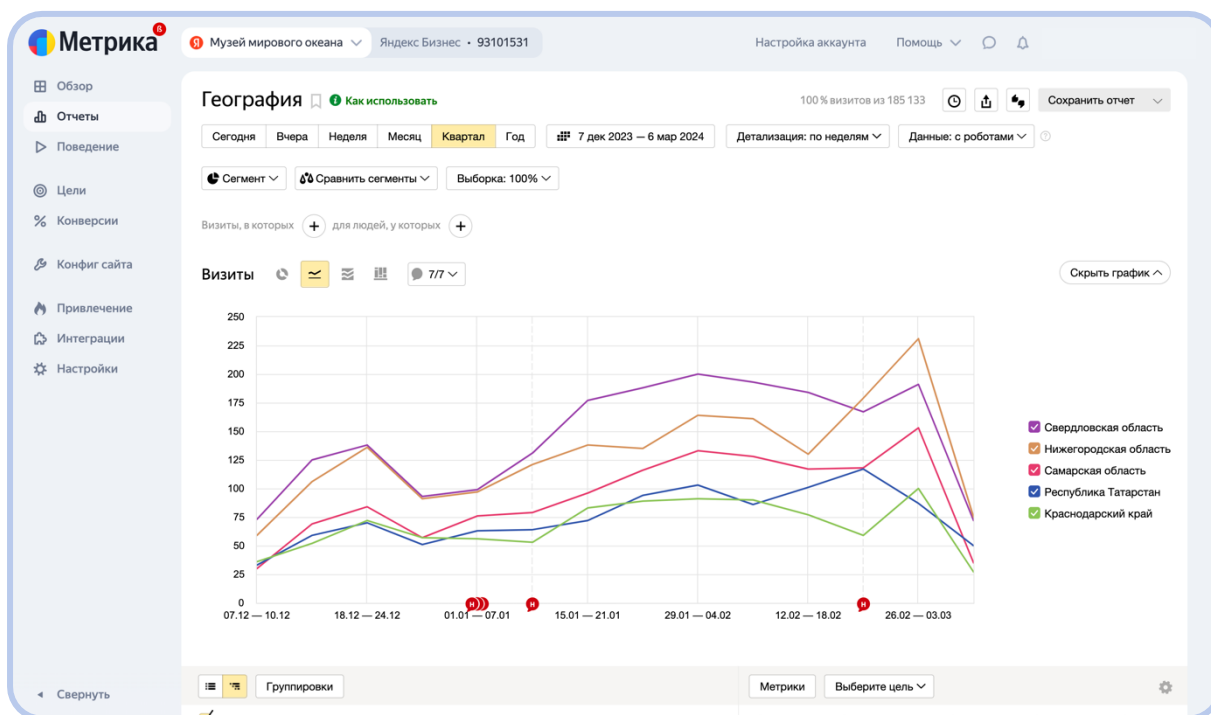 Метрика ß
Музей мирового океана Яндекс Бизнес • 93101531 Настройка аккаунта Помощь
Обзор
Отчеты
Поведение
Цели
Конверсии
Конфиг сайта
Привлечение
Интеграции
Настройки
Свернуть
География Как использовать 100 % визитов из 185 133 Сохранить отчет
Сегодня Вчера Неделя Месяц Квартал Год 7 дек 2023 — 6 мар 2024 Детализация: по неделям Данные: с роботами
Сегмент Сравнить сегменты Выборка: 100%
Визиты, в которых + для людей, у которых +
Визиты 7/7 Скрыть график
250
225
200
175
150
125
100
75
50
25
0
Н Н Н
07.12 — 10.12 18.12 — 24.12 01.01 — 07.01 15.01 — 21.01 29.01 — 04.02 12.02 — 18.02 26.02 — 03.03
Свердловская область
Нижегородская область
Самарская область
Республика Татарстан
Краснодарский край
Группировки Метрики Выберите цель